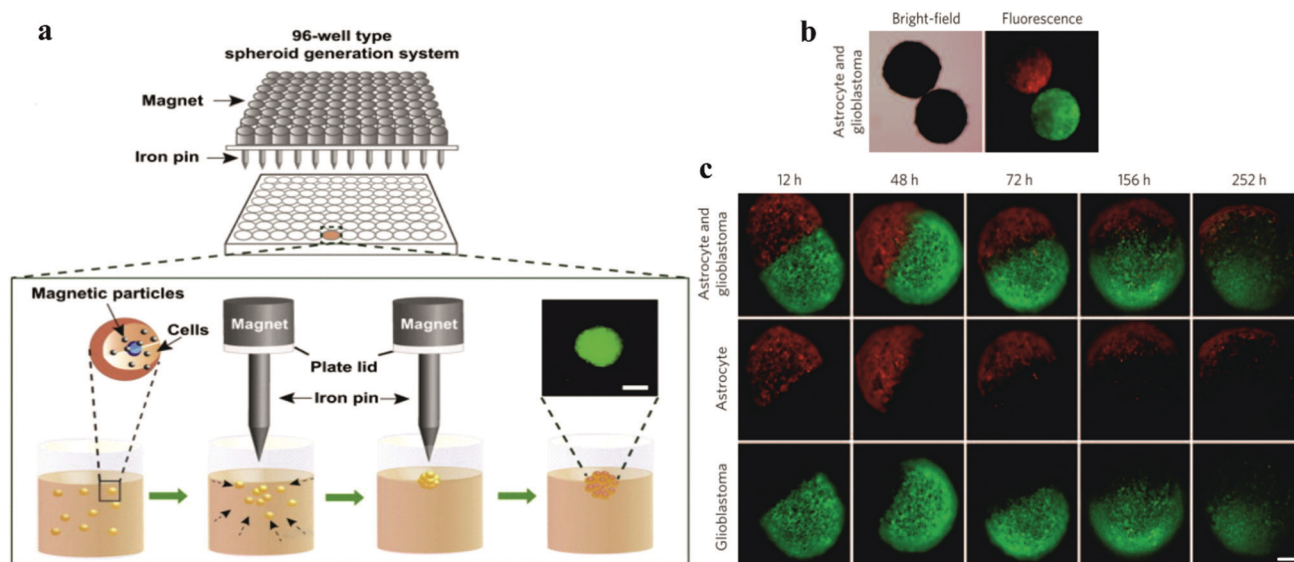 a
96-well type
spheroid generation system
Magnet
Iron pin
Magnetic particles
Cells
Magnet
Magnet
Plate lid
Iron pin
b
Bright-field
Fluorescence
Astrocyte and
glioblastoma
c
12 h
48 h
72 h
156 h
252 h
Astrocyte and
glioblastoma
Astrocyte
Glioblastoma